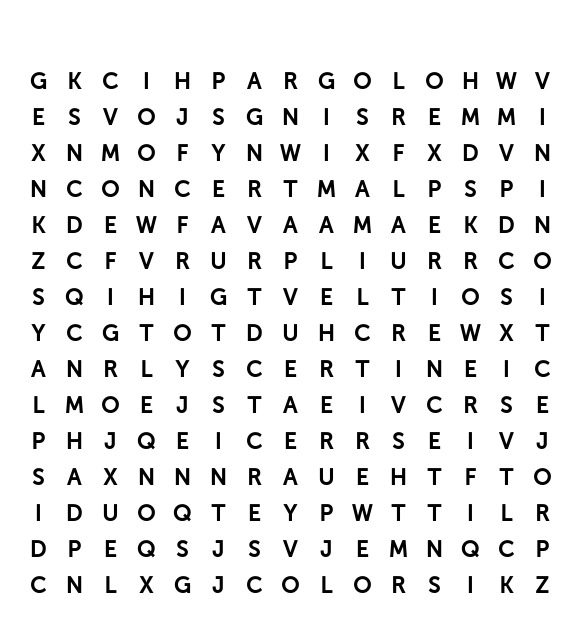 G K C I H P A R G O L O H W V
E S V O J S G N I S R E M M I
X N M O F Y N W I X F X D V N
N C O N C E R T M A L P S P I
K D E W F A V A A M A E K D N
Z C F V R U R P L I U R R C O
S Q I H I G T V E L T I O S I
Y C G T O T D U H C R E W X T
A N R L Y S C E R T I N E I C
L M O E J S T A E I V C R S E
P H J Q E I C E R R S E I V J
S A X N N N R A U E H T F T O
I D U O Q T E Y P W T T I L R
D P E Q S J S V J E M N Q C P
C N L X G J C O L O R S I K Z